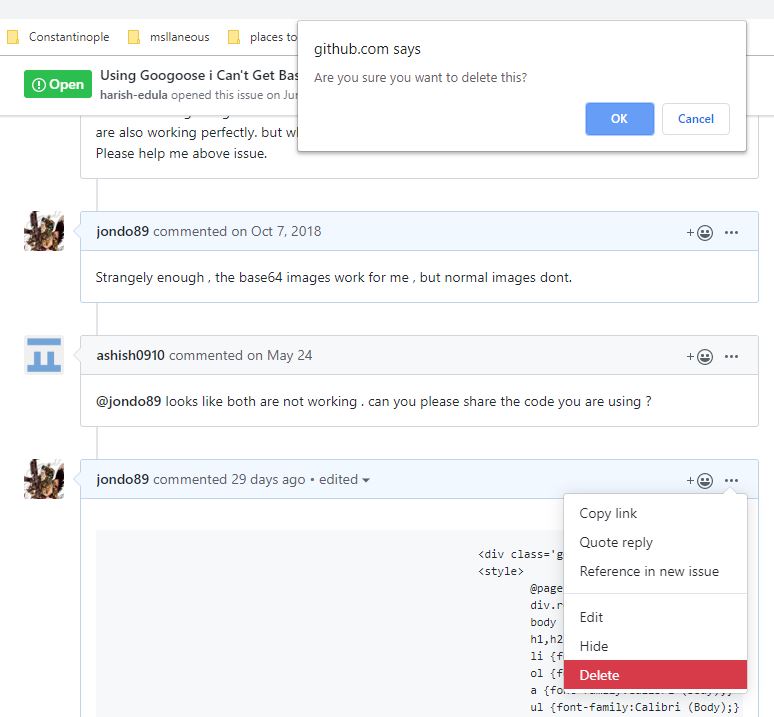 Constantinople
msllaneous
places to
github.com says
Are you sure you want to delete this?
OK
Cancel
Open
Using Googoose i Can't Get Bas
harish-edula opened this issue on Jun
are also working perfectly. but wh
Please help me above issue.
jondo89 commented on Oct 7, 2018
Strangely enough , the base64 images work for me , but normal images dont.
ashish0910 commented on May 24
@jondo89 looks like both are not working . can you please share the code you are using ?
jondo89 commented 29 days ago • edited
Copy link
Quote reply
Reference in new issue
Edit
Hide
Delete
<div class='g
<style>
@page
div.r
body
h1,h2
li {f
ol {f
a {font-family:Calibri (Body);}
ul {font-family:Calibri (Body);}